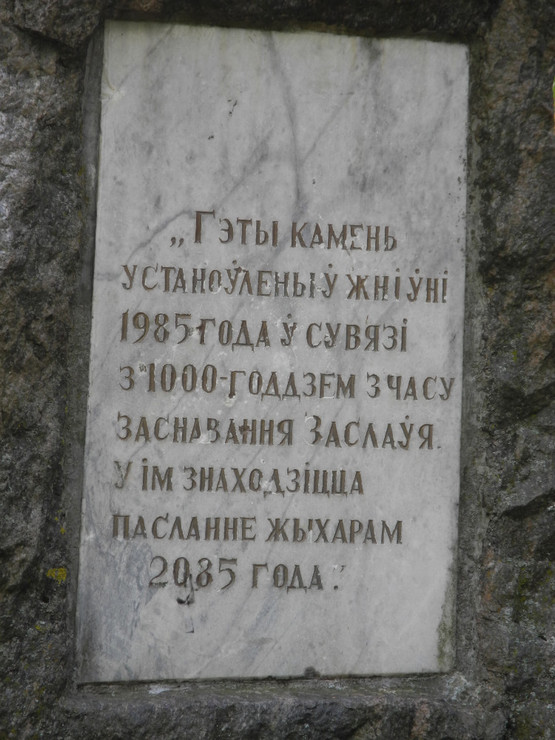 „Гэты камень
устаноўлены ў жніўні
1985 года ў сувязі
з 1000-годдзем з часу
заснавання Заслаўя.
У ім знаходзіцца
пасланне жыхарам
2085 года."